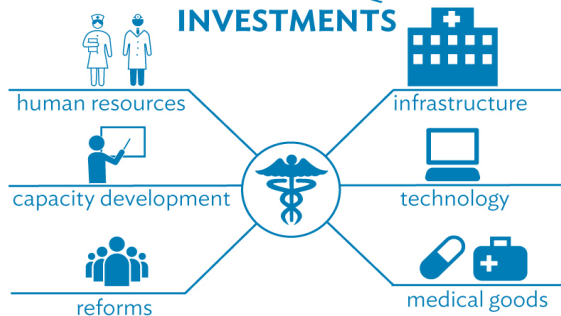 INVESTMENTS
human resources
infrastructure
capacity development
technology
reforms
medical goods